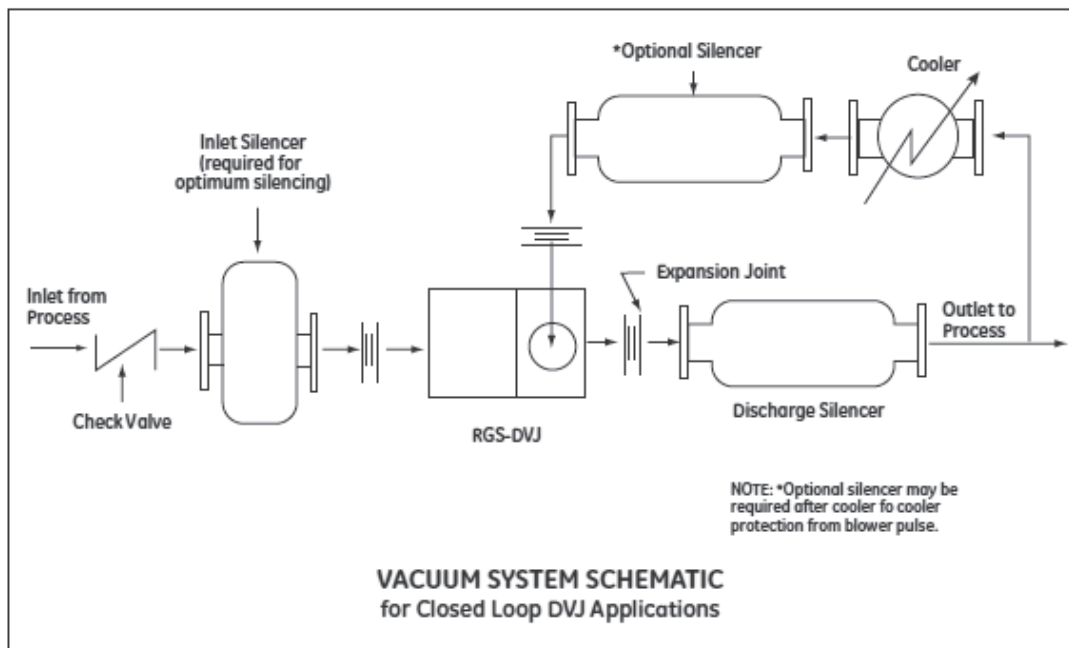 *Optional Silencer
Cooler
Inlet Silencer
(required for
optimum silencing)
Inlet from
Process
Expansion Joint
Outlet to
Process
Check Valve
RGS-DVJ
Discharge Silencer
NOTE: *Optional silencer may be
required after cooler fo cooler
protection from blower pulse.
VACUUM SYSTEM SCHEMATIC
for Closed Loop DVJ Applications